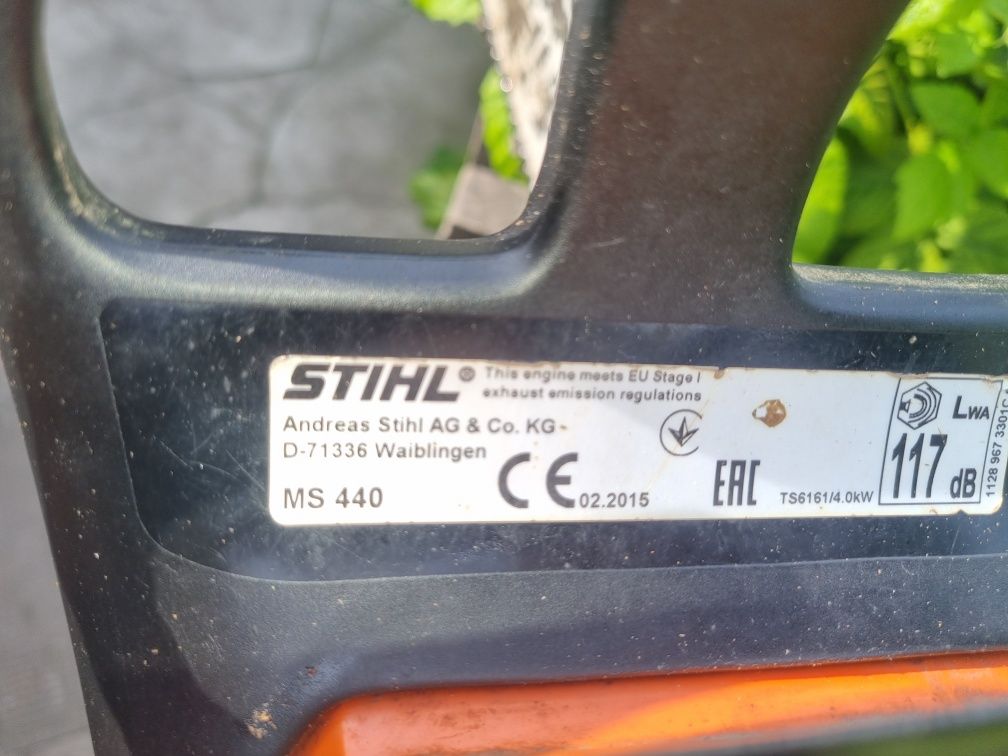 STIHL® This engine meets EU Stage I
exhaust emission regulations
Andreas Stihl AG & Co. KG
D-71336 Waiblingen
MS 440
CE 02.2015
EAC
TS6161/4.0kW
LWA
117 dB
1128 967 3301